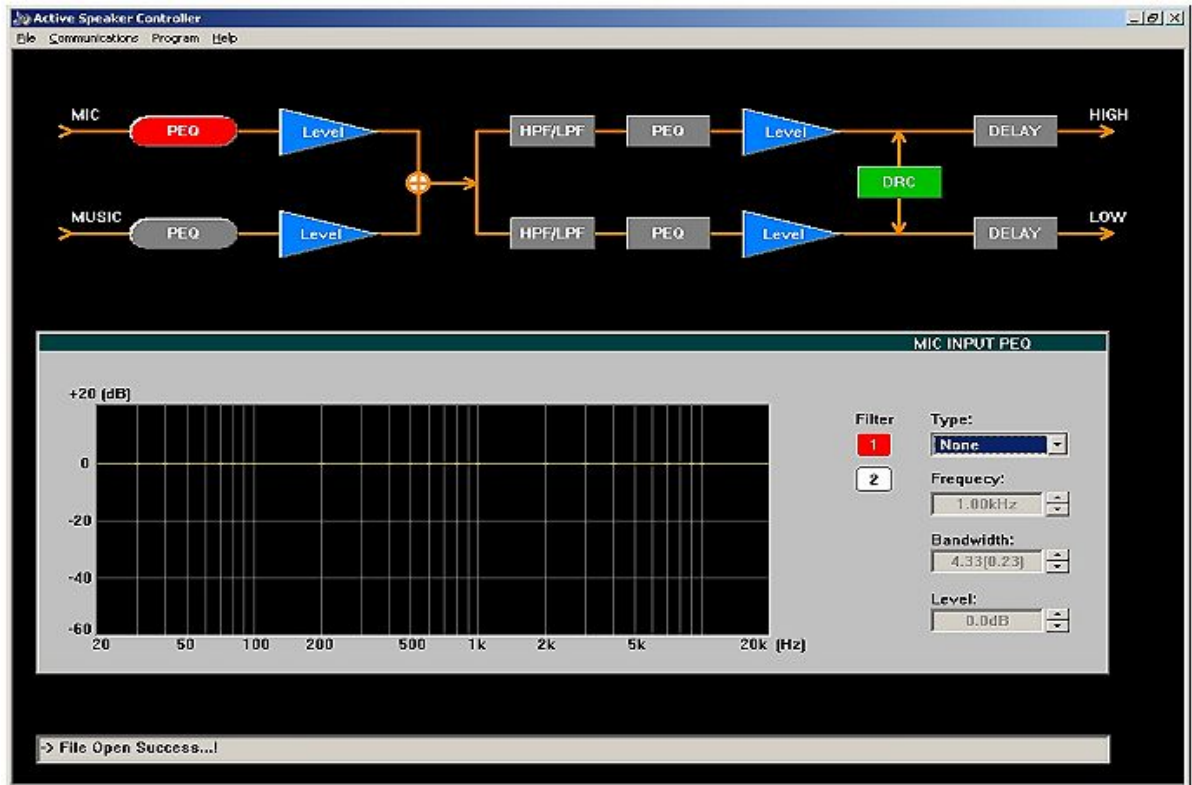 Active Speaker Controller
File Communications Program Help
MIC
HIGH
PEQ Level HPF/LPF PEQ Level DELAY
DRC
MUSIC
LOW
PEQ Level HPF/LPF PEQ Level DELAY
MIC INPUT PEQ
+20 (dB)
0
-20
-40
-60
20 50 100 200 500 1k 2k 5k 20k (Hz)
Filter
1
2
Type:
None
Frequecy:
1.00kHz
Bandwidth:
4.33(0.23)
Level:
0.0dB
-> File Open Success...!